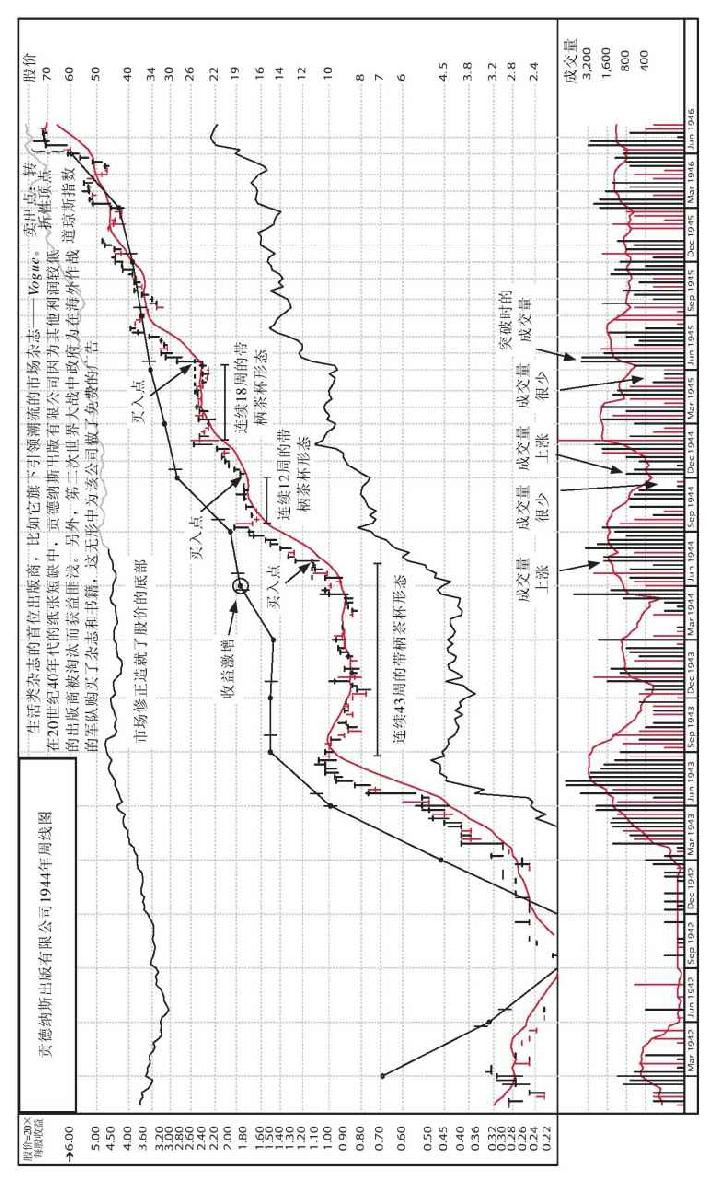 股价=20×
每股收益
→6.00
5.00
4.50
4.00
3.60
3.20
3.00
2.80
2.60
2.40
2.20
2.00
1.80
1.60
1.50
1.40
1.30
1.20
1.10
1.00
0.90
0.80
0.70
0.60
0.50
0.45
0.40
0.36
0.32
0.30
0.28
0.26
0.24
0.22
贡德纳斯出版有限公司1944年周线图
生活类杂志的首位出版商，比如它旗下引领潮流的市场杂志——Vogue。
在20世纪40年代的纸张短缺中，贡德纳斯出版有限公司因为其他利润较低
的出版商被淘汰而获益匪浅。另外，第二次世界大战中政府为在海外作战
的军队购买了杂志和书籍，这无形中为该公司做了免费的广告
卖出点：转
折性顶点
道琼斯指数
市场修正造就了股价的底部
收益激增
买入点
买入点
买入点
连续43周的带柄茶杯形态
连续12周的带
柄茶杯形态
连续18周的带
柄茶杯形态
股价
70
60
50
40
34
30
26
22
19
16
14
12
10
8
7
6
4.5
3.8
3.2
2.8
2.4
成交量
上涨
成交量
很少
成交量
上涨
成交量
很少
突破时的
成交量
成交量
3,200
1,600
800
400
Mar 1942
Jun 1942
Sep 1942
Dec 1942
Mar 1943
Jun 1943
Sep 1943
Dec 1943
Mar 1944
Jun 1944
Sep 1944
Dec 1944
Mar 1945
Jun 1945
Sep 1945
Dec 1945
Mar 1946
Jun 1946